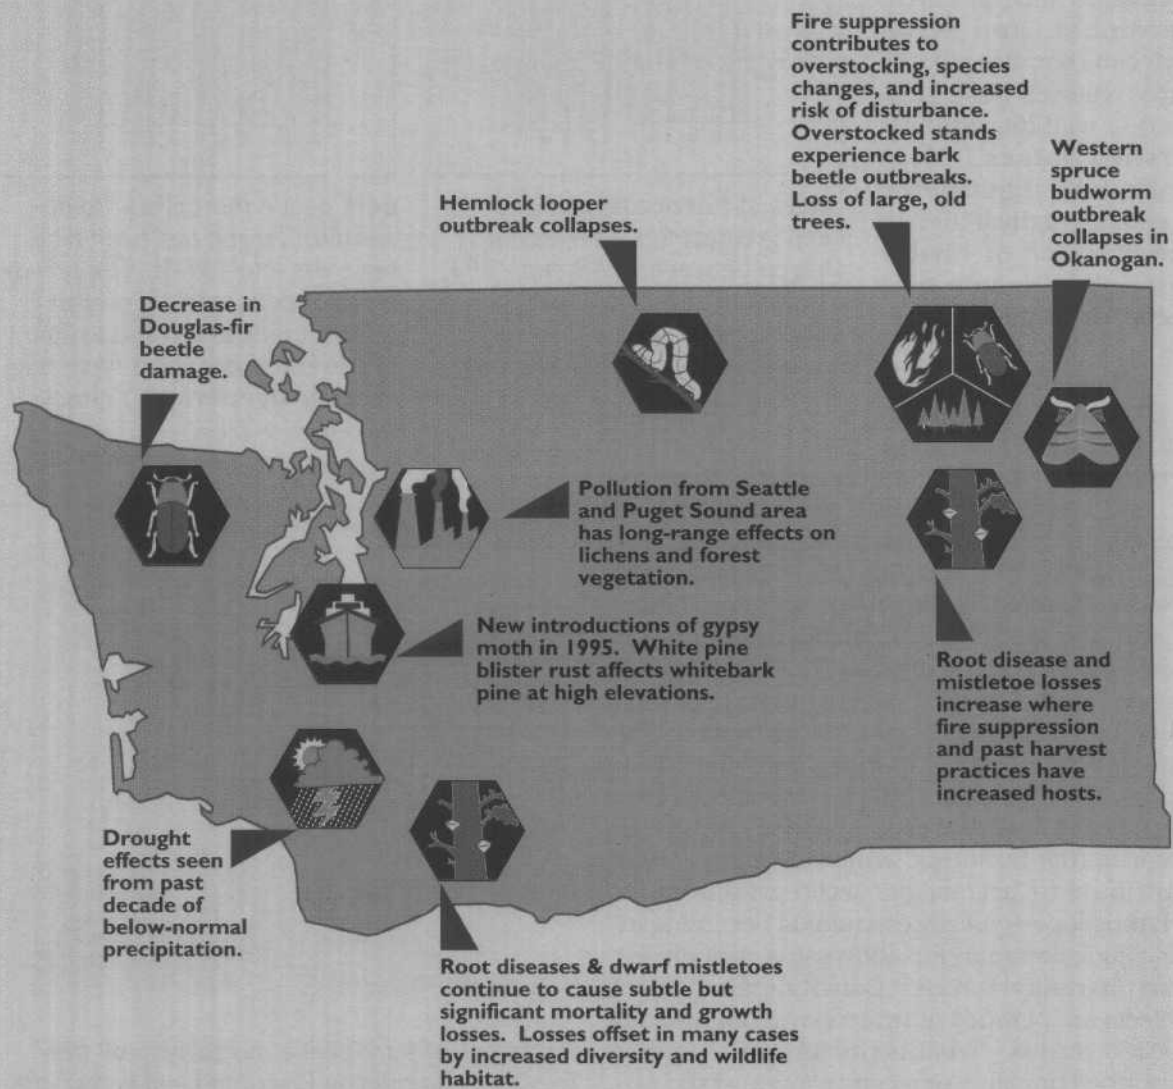 Fire suppression
contributes to
overstocking, species
changes, and increased
risk of disturbance.
Overstocked stands
experience bark
beetle outbreaks.
Loss of large, old
trees.
Western
spruce
budworm
outbreak
collapses in
Okanogan.
Hemlock looper
outbreak collapses.
Decrease in
Douglas-fir
beetle
damage.
Pollution from Seattle
and Puget Sound area
has long-range effects on
lichens and forest
vegetation.
New introductions of gypsy
moth in 1995. White pine
blister rust affects whitebark
pine at high elevations.
Root disease and
mistletoe losses
increase where
fire suppression
and past harvest
practices have
increased hosts.
Drought
effects seen
from past
decade of
below-normal
precipitation.
Root diseases & dwarf mistletoes
continue to cause subtle but
significant mortality and growth
losses. Losses offset in many cases
by increased diversity and wildlife
habitat.